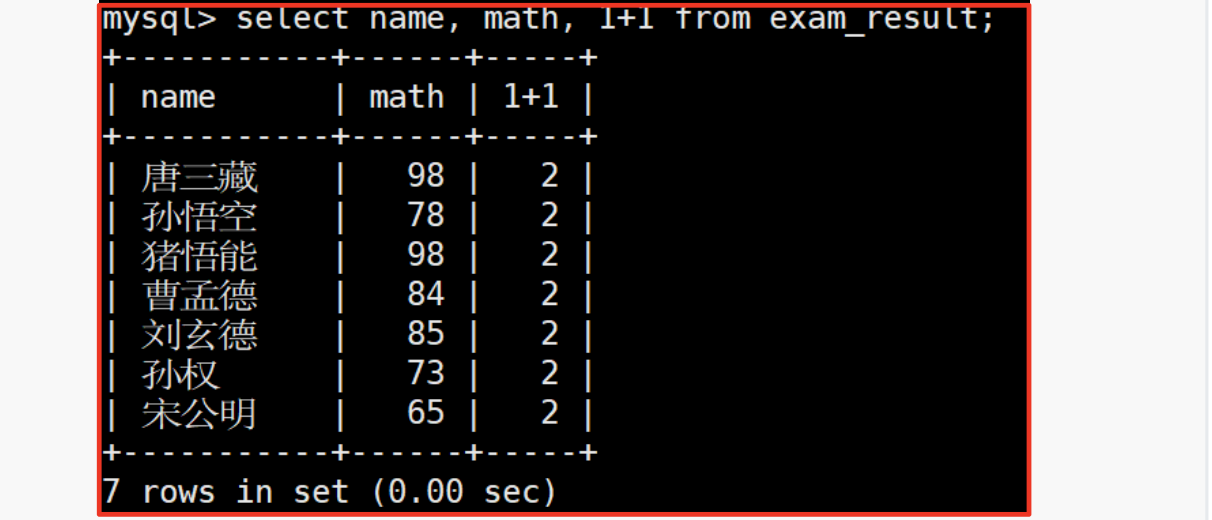 mysql> select name, math, 1+1 from exam_result;
+-----------+------+-----+
| name      | math | 1+1 |
+-----------+------+-----+
| 唐三藏    |   98 |   2 |
| 孙悟空    |   78 |   2 |
| 猪悟能    |   98 |   2 |
| 曹孟德    |   84 |   2 |
| 刘玄德    |   85 |   2 |
| 孙权      |   73 |   2 |
| 宋公明    |   65 |   2 |
+-----------+------+-----+
7 rows in set (0.00 sec)